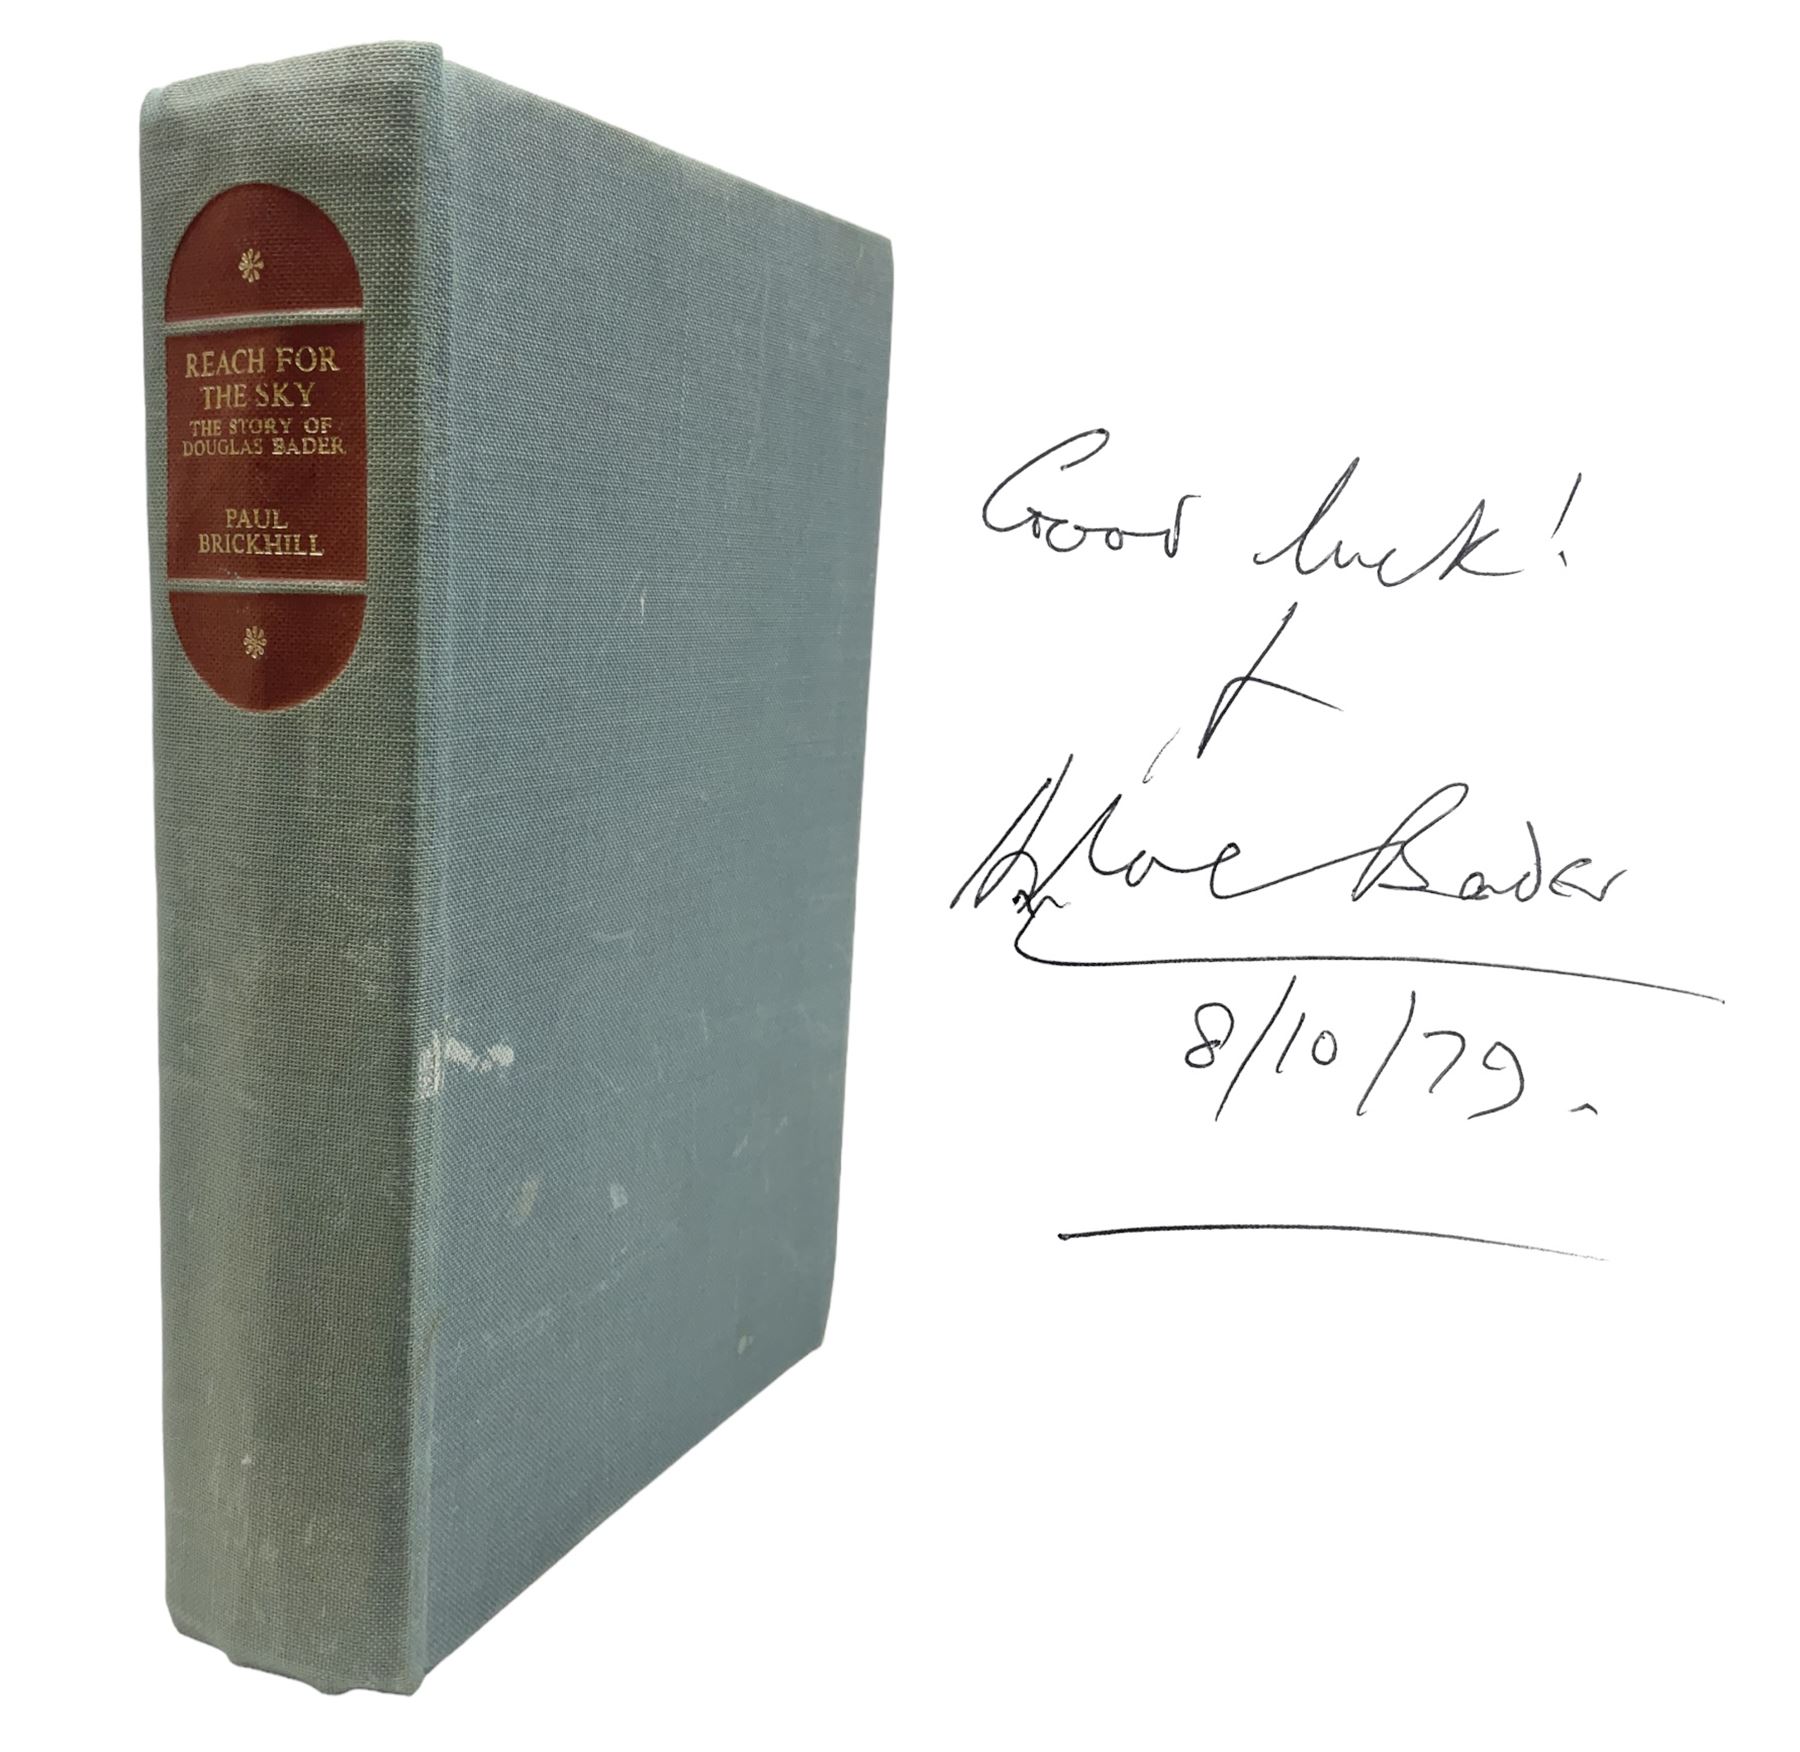 REACH FOR
THE SKY
THE STORY OF
DOUGLAS BADER
PAUL
BRICKHILL
Good luck!
Bader
8/10/79.